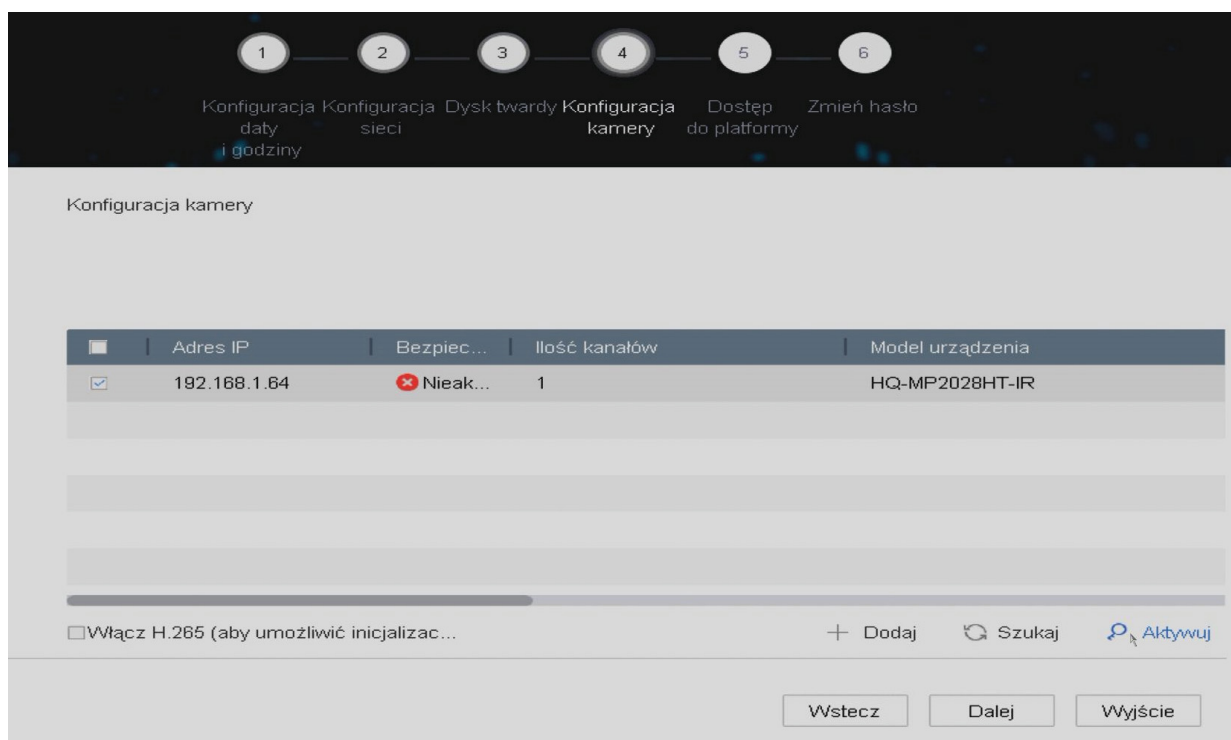 1 2 3 4 5 6
Konfiguracja Konfiguracja Dysk twardy Konfiguracja Dostęp Zmień hasło
daty sieci kamery do platformy
i godziny
Konfiguracja kamery
Adres IP Bezpiec... Ilość kanałów Model urządzenia
192.168.1.64 Nieak... 1 HQ-MP2028HT-IR
Włącz H.265 (aby umożliwić inicjalizac... Dodaj Szukaj Aktywuj
Wstecz Dalej Wyjście